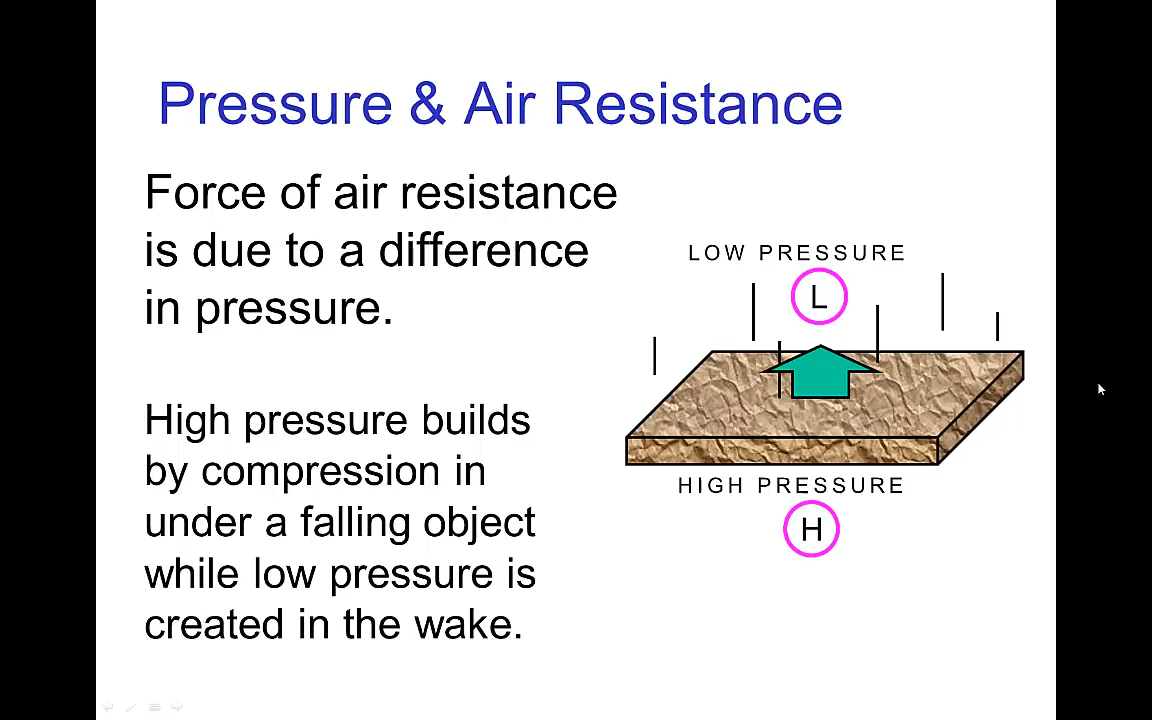 Pressure & Air Resistance
Force of air resistance
is due to a difference
in pressure.
High pressure builds
by compression in
under a falling object
while low pressure is
created in the wake.
LOW PRESSURE
L
HIGH PRESSURE
H